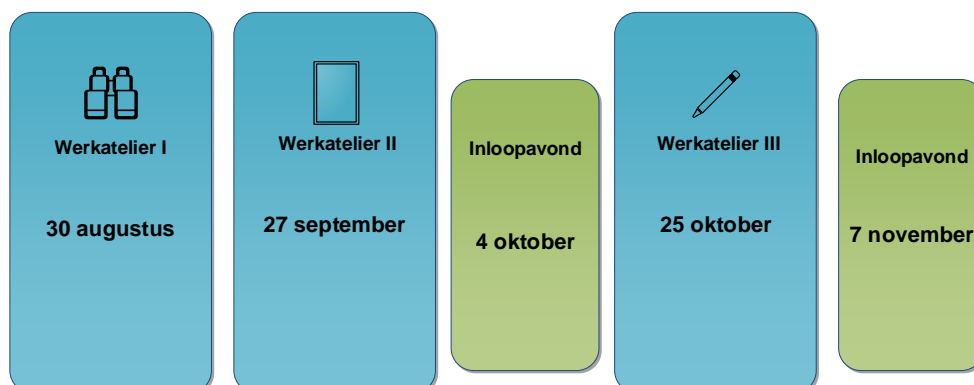 Werkatelier I
30 augustus
Werkatelier II
27 september
Inloopavond
4 oktober
Werkatelier III
25 oktober
Inloopavond
7 november